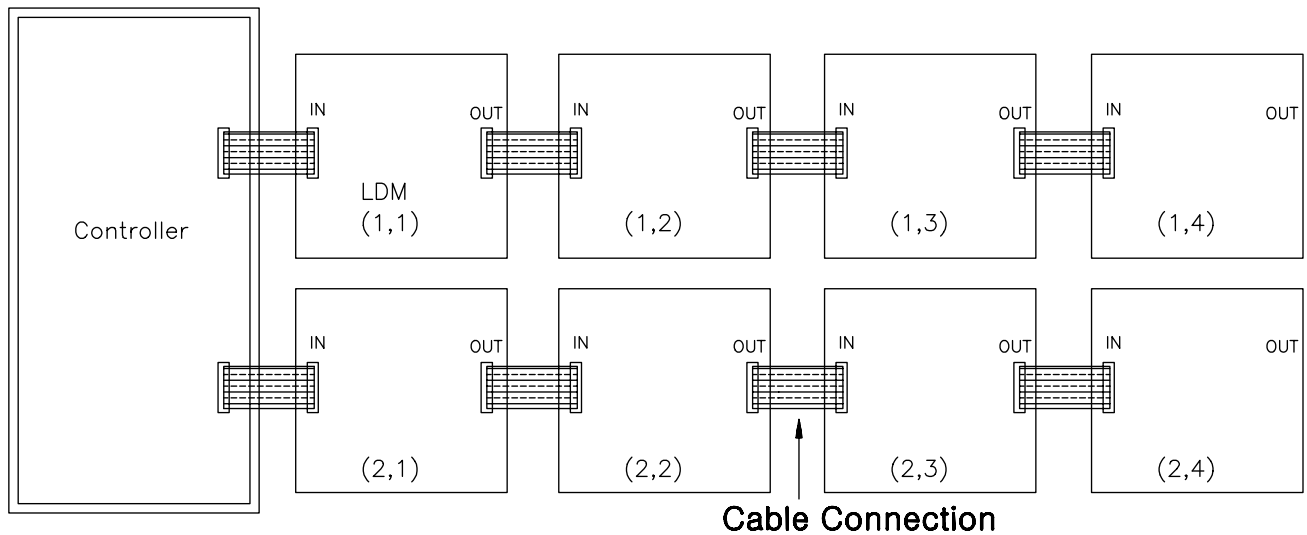 IN OUT IN OUT IN OUT IN OUT
LDM
Controller (1,1) (1,2) (1,3) (1,4)
IN OUT IN OUT IN OUT IN OUT
(2,1) (2,2) (2,3) (2,4)
Cable Connection